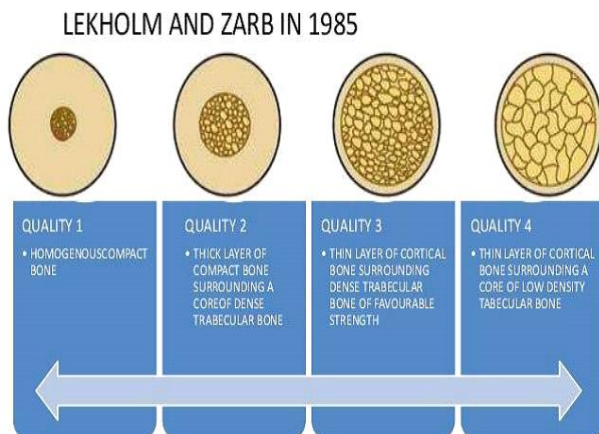 LEKHOLM AND ZARB IN 1985
QUALITY 1
• HOMOGENOUSCOMPACT
BONE
QUALITY 2
• THICK LAYER OF
COMPACT BONE
SURROUNDING A
COREOF DENSE
TRABECULAR BONE
QUALITY 3
• THIN LAYER OF CORTICAL
BONE SURROUNDING
DENSE TRABECULAR
BONE OF FAVOURABLE
STRENGTH
QUALITY 4
• THIN LAYER OF CORTICAL
BONE SURROUNDING A
CORE OF LOW DENSITY
TABECULAR BONE